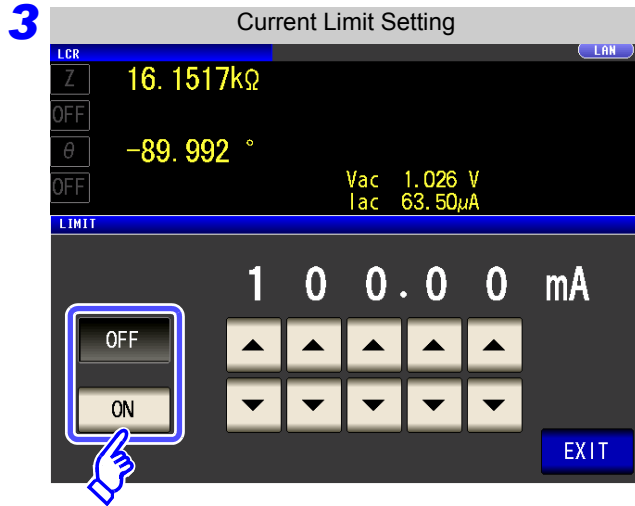 3
Current Limit Setting
LCR LAN
Z 16.1517kΩ
OFF
θ -89.992 °
OFF Vac 1.026 V
Iac 63.50μA
LIMIT
1 0 0.0 0 mA
OFF
ON
EXIT